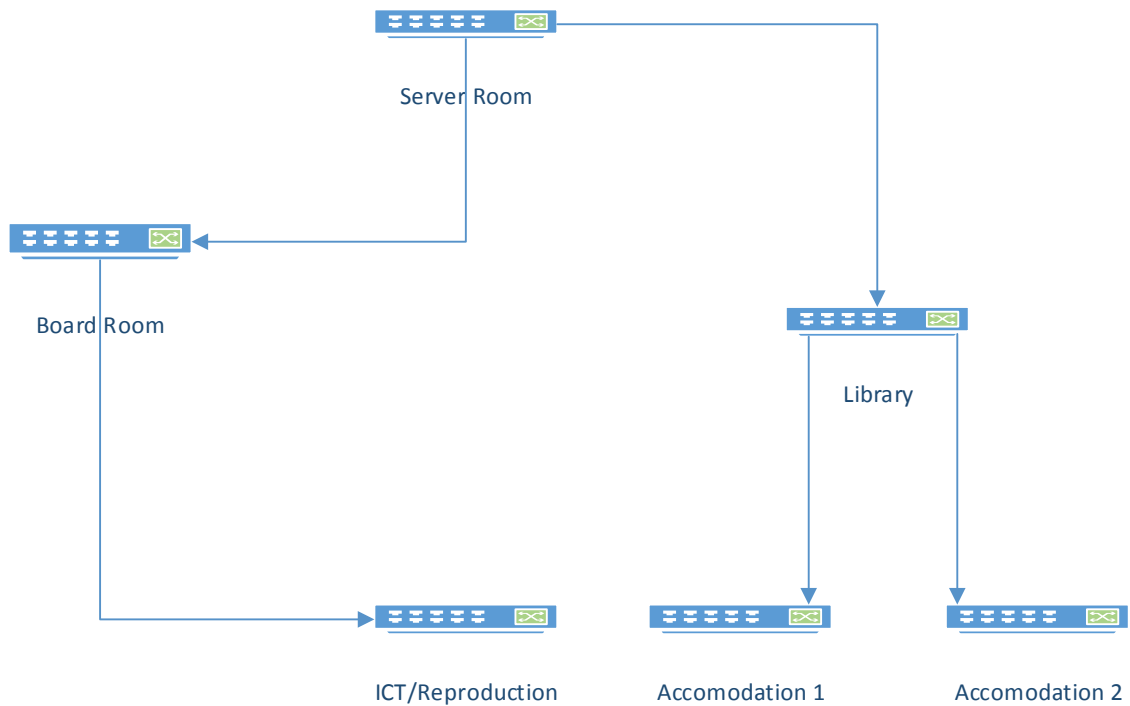 Server Room
Board Room
Library
ICT/Reproduction
Accomodation 1
Accomodation 2